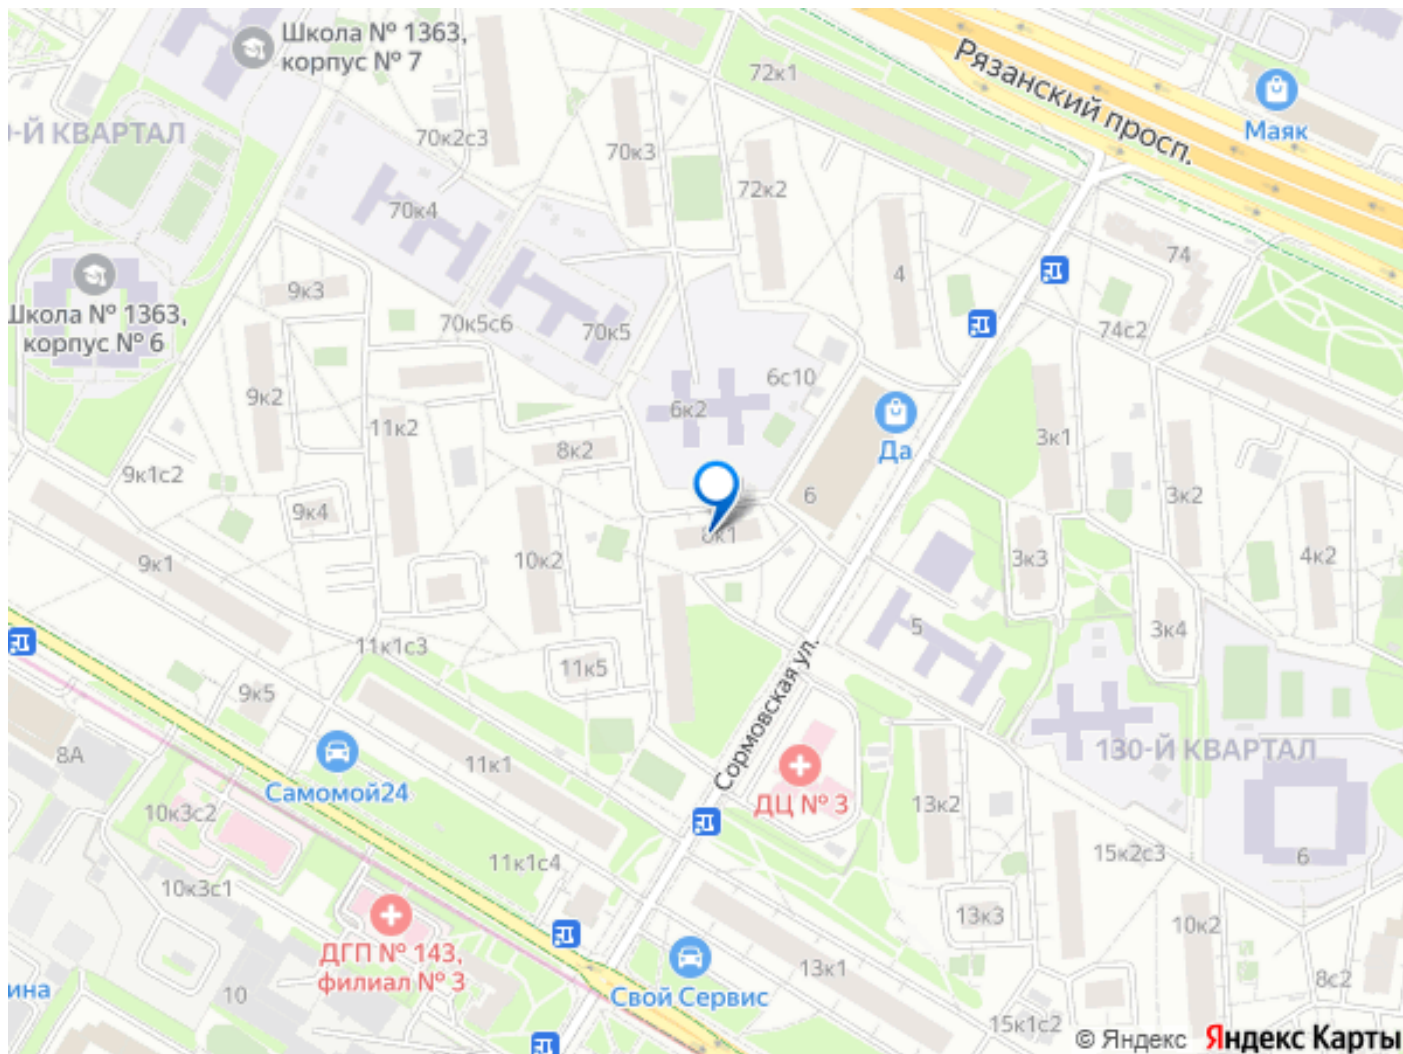 Школа № 1363,
корпус № 7
72к1
Рязанский просп.
Маяк
-Й КВАРТАЛ
70к2с3
70к3
72к2
70к4
4
74
Школа № 1363,
корпус № 6
9к3
70к5с6
70к5
74с2
6с10
9к2
6к2
11к2
8к2
Да
3к1
9к1с2
6
3к2
9к4
6к1
9к1
10к2
3к3
4к2
5
3к4
11к1с3
11к5
Сормовская ул.
9к5
8А
11к1
130-Й КВАРТАЛ
Самомой24
ДЦ № 3
13к2
10к3с2
11к1с4
15к2с3
6
10к3с1
13к3
10к2
ДГП № 143,
филиал № 3
13к1
8с2
ина
10
Свой Сервис
15к1с2
© Яндекс Яндекс Карты